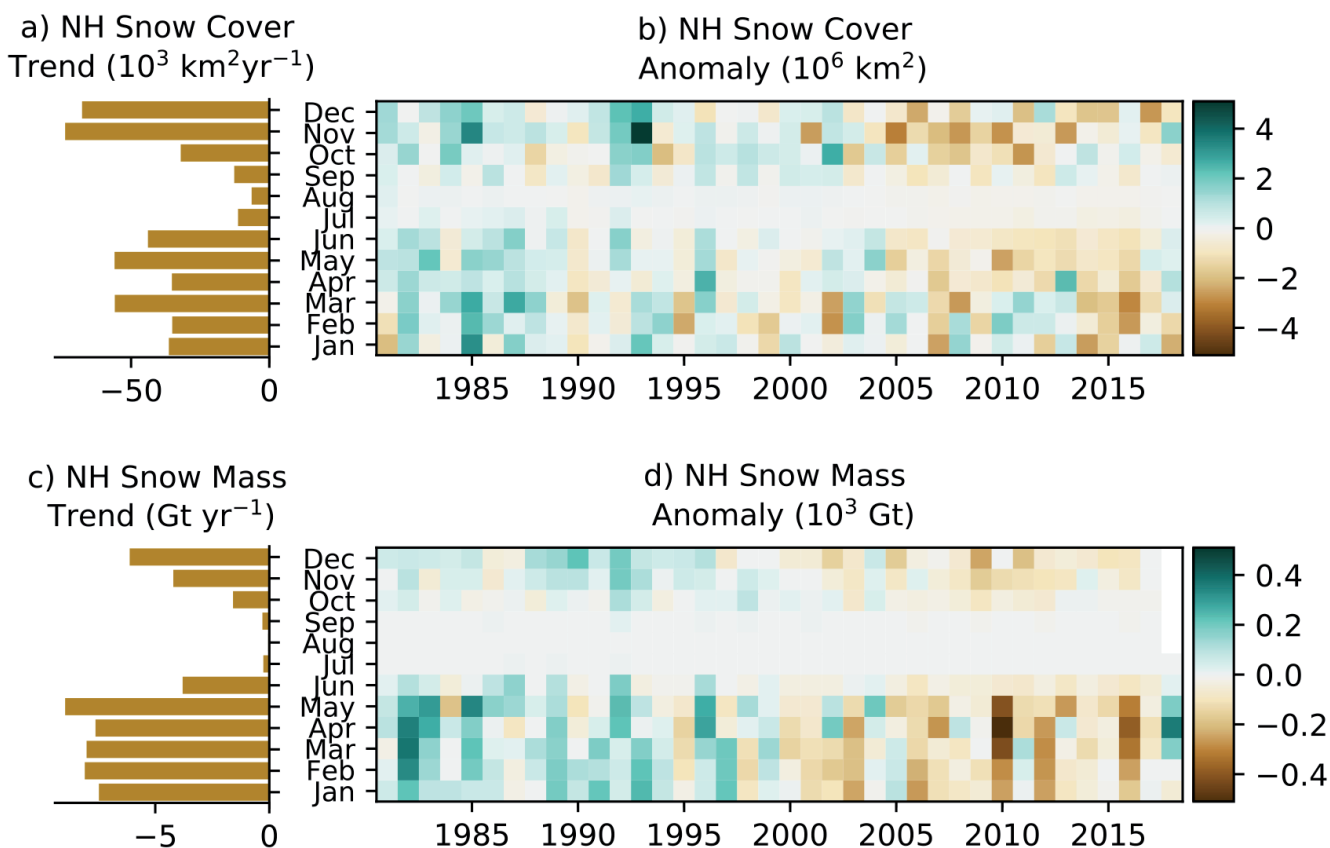 a) NH Snow Cover
Trend (10³ km²yr⁻¹)
b) NH Snow Cover
Anomaly (10⁶ km²)
Dec
Nov
Oct
Sep
Aug
Jul
Jun
May
Apr
Mar
Feb
Jan
4
2
0
−2
−4
−50 0
1985 1990 1995 2000 2005 2010 2015
c) NH Snow Mass
Trend (Gt yr⁻¹)
d) NH Snow Mass
Anomaly (10³ Gt)
Dec
Nov
Oct
Sep
Aug
Jul
Jun
May
Apr
Mar
Feb
Jan
0.4
0.2
0.0
−0.2
−0.4
−5 0
1985 1990 1995 2000 2005 2010 2015